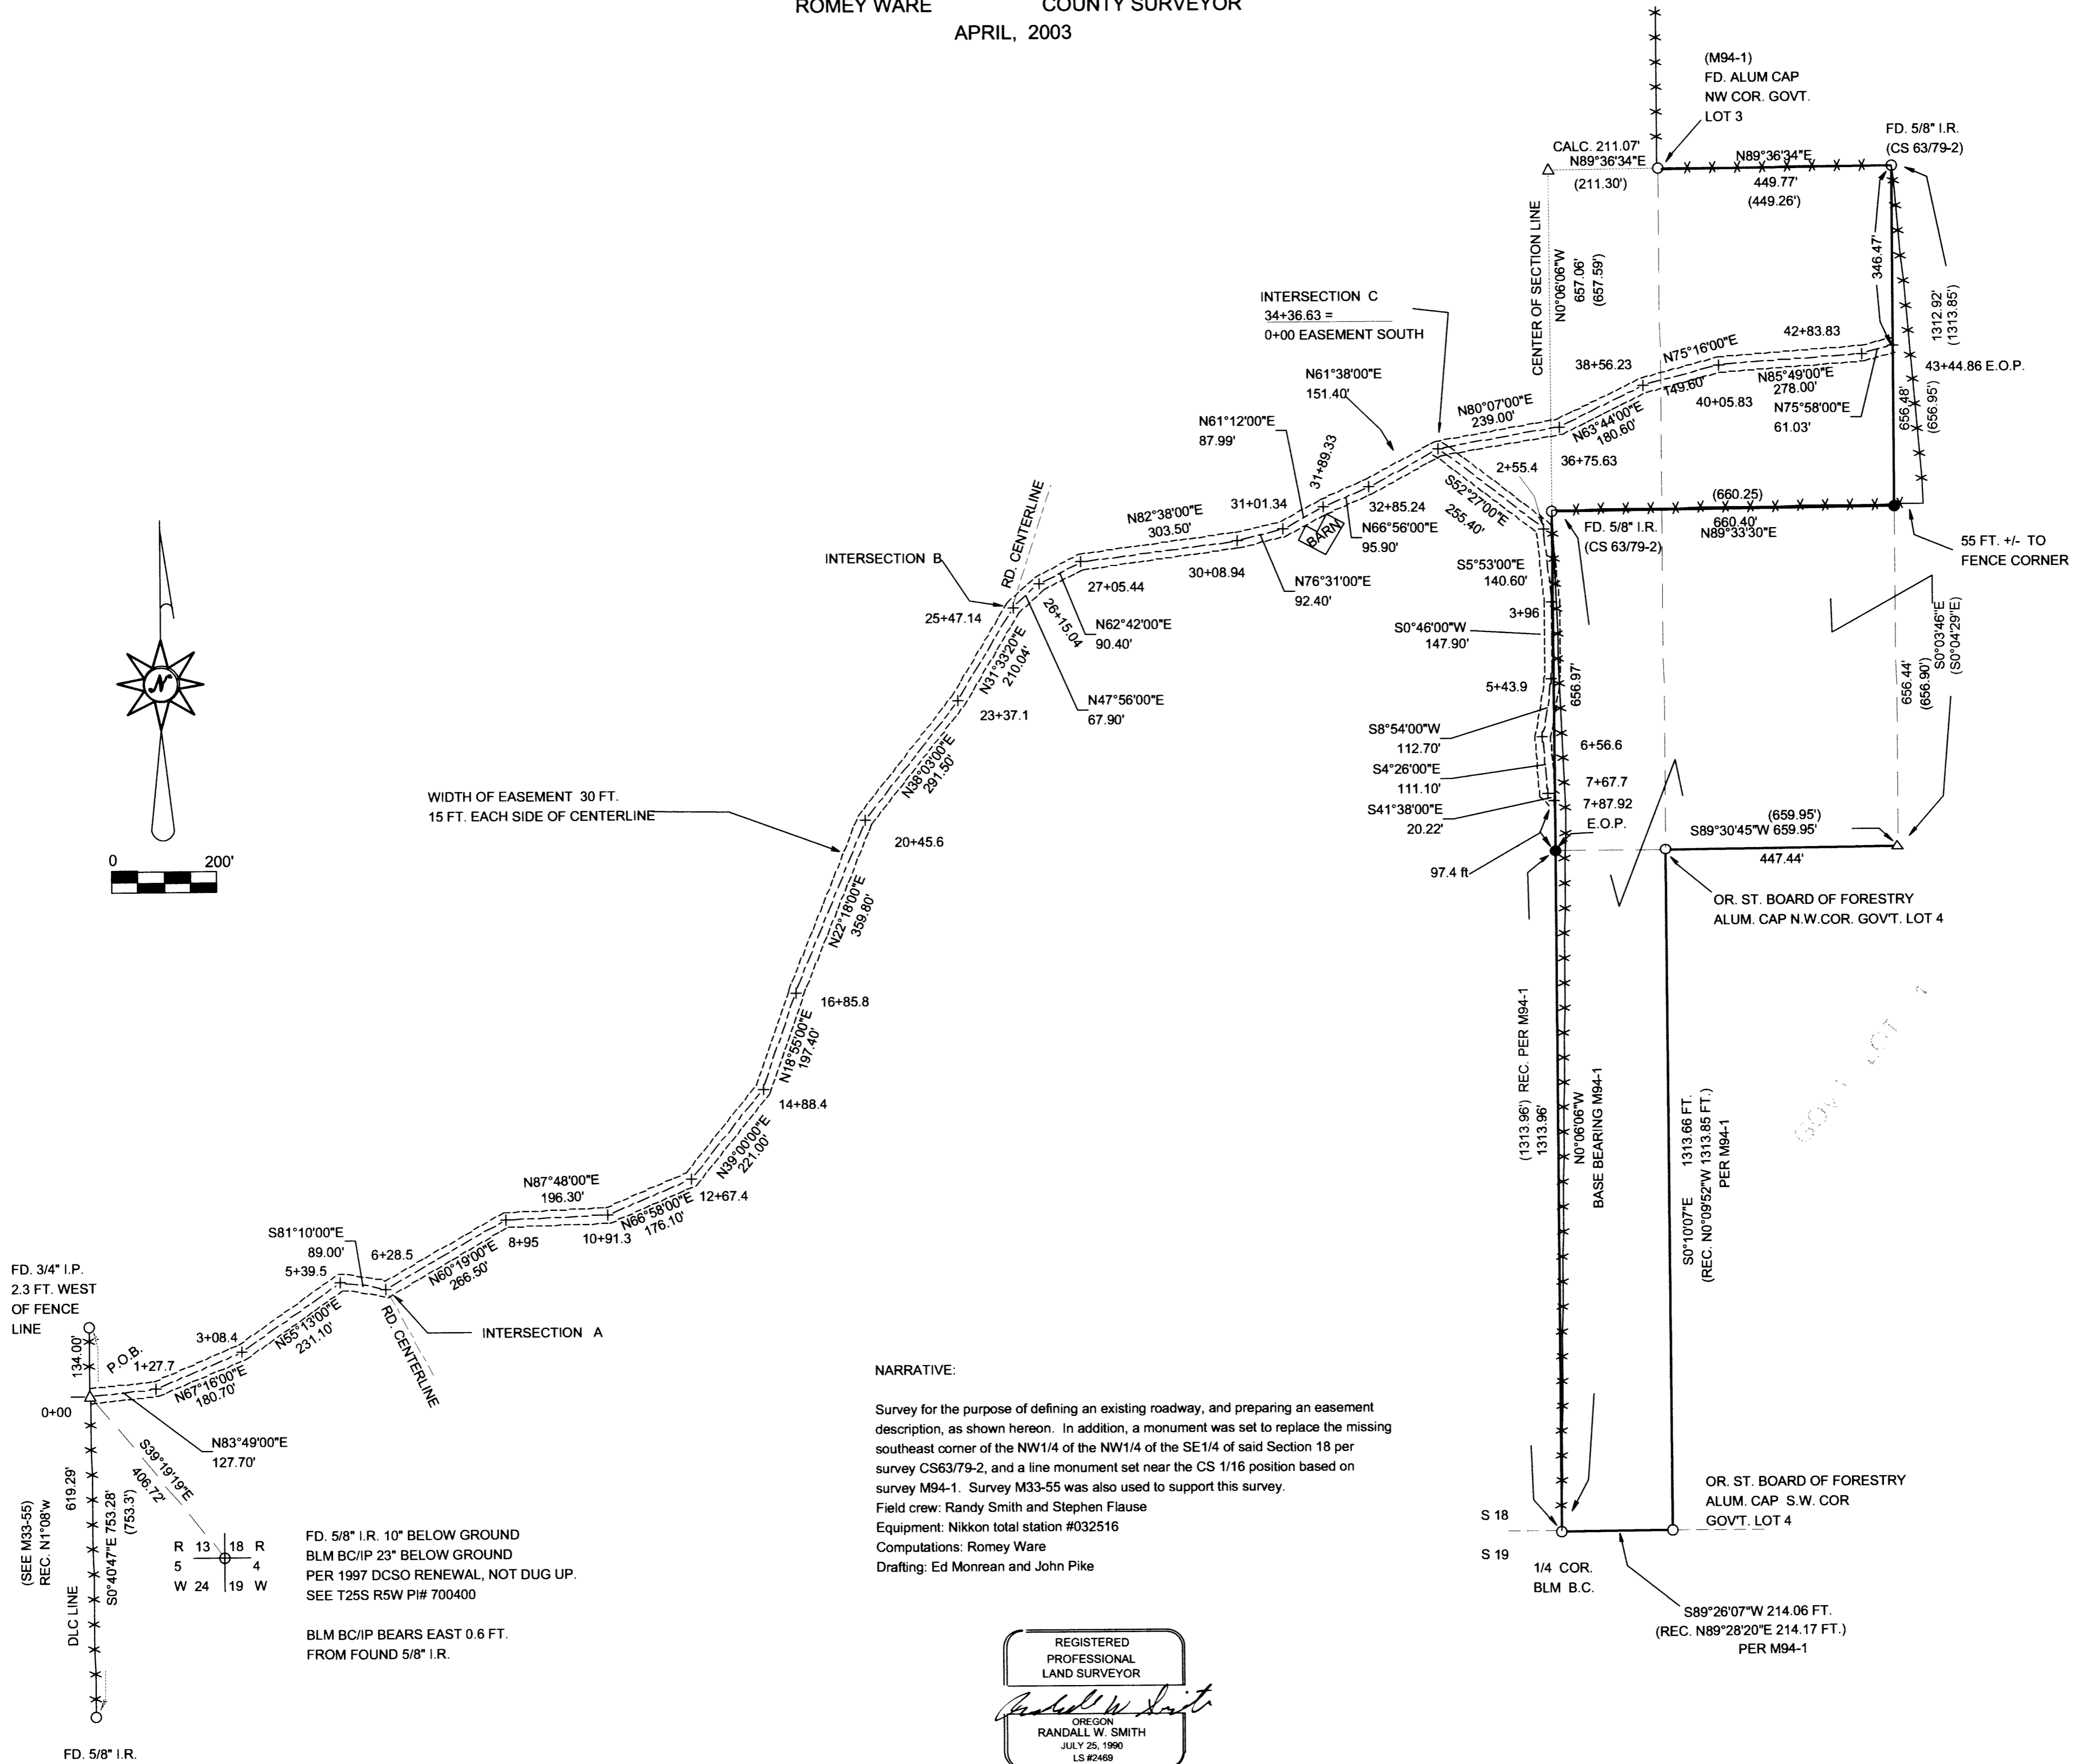 ROMEY WARE COUNTY SURVEYOR
APRIL, 2003
(M94-1)
FD. ALUM CAP
NW COR. GOVT.
LOT 3
FD. 5/8" I.R.
(CS 63/79-2)
CALC. 211.07'
N89°36'34"E
(211.30')
N89°36'34"E
449.77'
(449.26')
CENTER OF SECTION LINE
N0°06'06"W
657.06'
(657.59')
346.47'
1312.92'
(1313.85')
INTERSECTION C
34+36.63 =
0+00 EASEMENT SOUTH
42+83.83
38+56.23
N75°16'00"E
149.60'
N85°49'00"E
278.00'
40+05.83
N75°58'00"E
61.03'
43+44.86 E.O.P.
656.48'
(656.95')
N61°38'00"E
151.40'
N80°07'00"E
239.00'
N63°44'00"E
180.60'
36+75.63
N61°12'00"E
87.99'
31+89.33
2+55.4
S52°27'00"E
255.40'
31+01.34
32+85.24
BARN
N66°56'00"E
95.90'
(660.25)
660.40'
N89°33'30"E
FD. 5/8" I.R.
(CS 63/79-2)
55 FT. +/- TO
FENCE CORNER
RD. CENTERLINE
N82°38'00"E
303.50'
INTERSECTION B
30+08.94
N76°31'00"E
92.40'
27+05.44
25+47.14
26+15.04
N62°42'00"E
90.40'
N31°33'20"E
210.04'
N47°56'00"E
67.90'
23+37.1
S5°53'00"E
140.60'
3+96
S0°46'00"W
147.90'
5+43.9
656.97'
S8°54'00"W
112.70'
6+56.6
S4°26'00"E
111.10'
7+67.7
S41°38'00"E
20.22'
7+87.92
E.O.P.
97.4 ft
656.44'
(656.90')
S0°03'46"E
(S0°04'29"E)
(659.95')
S89°30'45"W 659.95'
447.44'
OR. ST. BOARD OF FORESTRY
ALUM. CAP N.W.COR. GOV'T. LOT 4
N38°03'00"E
291.50'
WIDTH OF EASEMENT 30 FT.
15 FT. EACH SIDE OF CENTERLINE
20+45.6
0 200'
N
N22°18'00"E
359.80'
16+85.8
N18°55'00"E
197.40'
14+88.4
N39°00'00"E
221.00'
12+67.4
N87°48'00"E
196.30'
N66°58'00"E
176.10'
10+91.3
8+95
S81°10'00"E
89.00'
6+28.5
5+39.5
N60°19'00"E
266.50'
INTERSECTION A
RD. CENTERLINE
N55°13'00"E
231.10'
3+08.4
FD. 3/4" I.P.
2.3 FT. WEST
OF FENCE
LINE
134.00'
P.O.B.
1+27.7
N67°16'00"E
180.70'
0+00
N83°49'00"E
127.70'
S39°19'19"E
406.72'
(SEE M33-55)
REC. N1°08'w
DLC LINE
619.29'
S0°40'47"E 753.28'
(753.3')
R 13 18 R
5 4
W 24 19 W
FD. 5/8" I.R. 10" BELOW GROUND
BLM BC/IP 23" BELOW GROUND
PER 1997 DCSO RENEWAL, NOT DUG UP.
SEE T25S R5W PI# 700400
BLM BC/IP BEARS EAST 0.6 FT.
FROM FOUND 5/8" I.R.
FD. 5/8" I.R.
NARRATIVE:
Survey for the purpose of defining an existing roadway, and preparing an easement
description, as shown hereon. In addition, a monument was set to replace the missing
southeast corner of the NW1/4 of the NW1/4 of the SE1/4 of said Section 18 per
survey CS63/79-2, and a line monument set near the CS 1/16 position based on
survey M94-1. Survey M33-55 was also used to support this survey.
Field crew: Randy Smith and Stephen Flause
Equipment: Nikkon total station #032516
Computations: Romey Ware
Drafting: Ed Monrean and John Pike
REGISTERED
PROFESSIONAL
LAND SURVEYOR
OREGON
RANDALL W. SMITH
JULY 25, 1990
LS #2469
(1313.96') REC. PER M94-1
1313.96'
N0°06'06"W
BASE BEARING M94-1
S0°10'07"E 1313.66 FT.
(REC. N0°09'52"W 1313.85 FT.)
PER M94-1
LOT
S 18
S 19
1/4 COR.
BLM B.C.
OR. ST. BOARD OF FORESTRY
ALUM. CAP S.W. COR
GOV'T. LOT 4
S89°26'07"W 214.06 FT.
(REC. N89°28'20"E 214.17 FT.)
PER M94-1